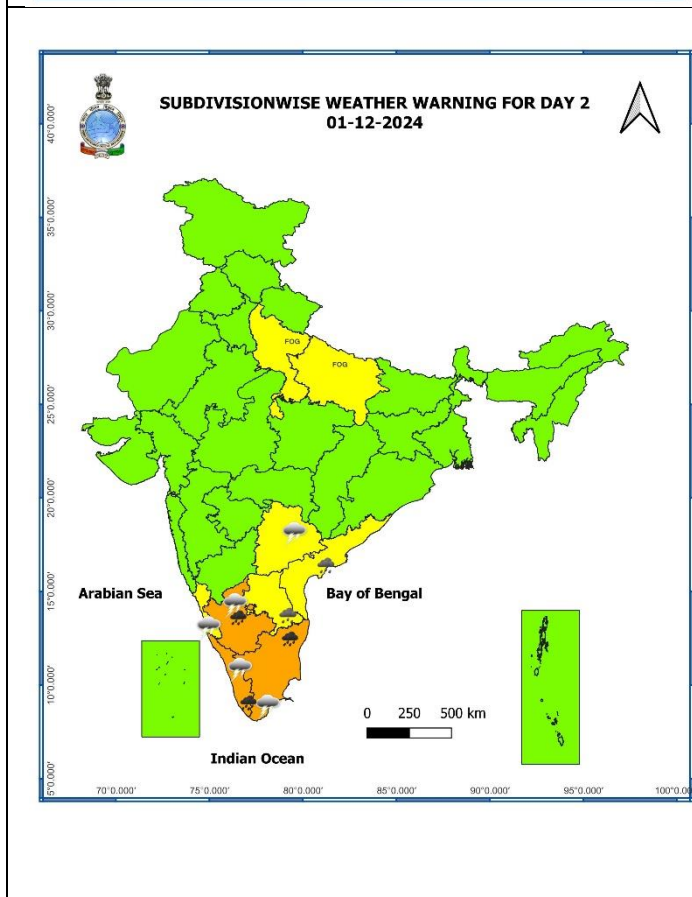 SUBDIVISIONWISE WEATHER WARNING FOR DAY 2
01-12-2024
40°0.000'
35°0.000'
30°0.000'
25°0.000'
20°0.000'
15°0.000'
10°0.000'
5°0.000'
FOG
FOG
Arabian Sea
Bay of Bengal
0 250 500 km
Indian Ocean
70°0.000' 75°0.000' 80°0.000' 85°0.000' 90°0.000' 95°0.000' 100°0.00